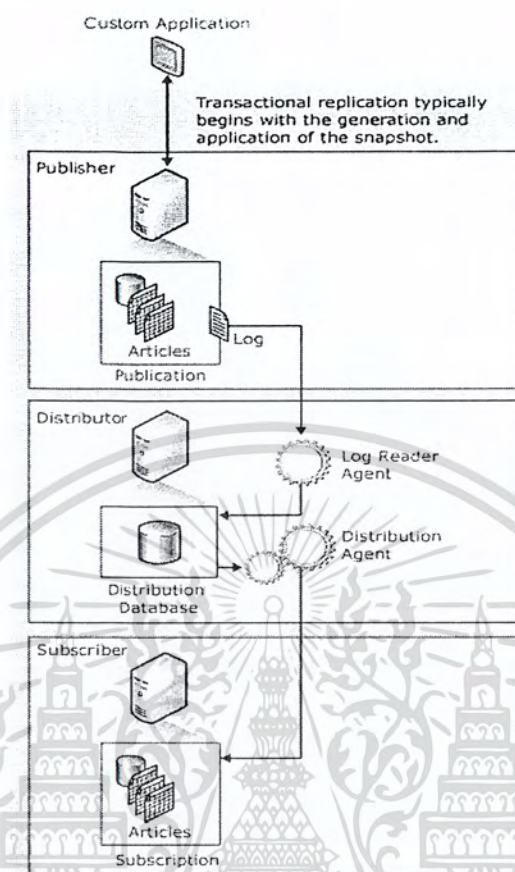 Custom Application
Transactional replication typically
begins with the generation and
application of the snapshot.
Publisher
Articles
Log
Publication
Distributor
Log Reader
Agent
Distribution
Agent
Distribution
Database
Subscriber
Articles
Subscription